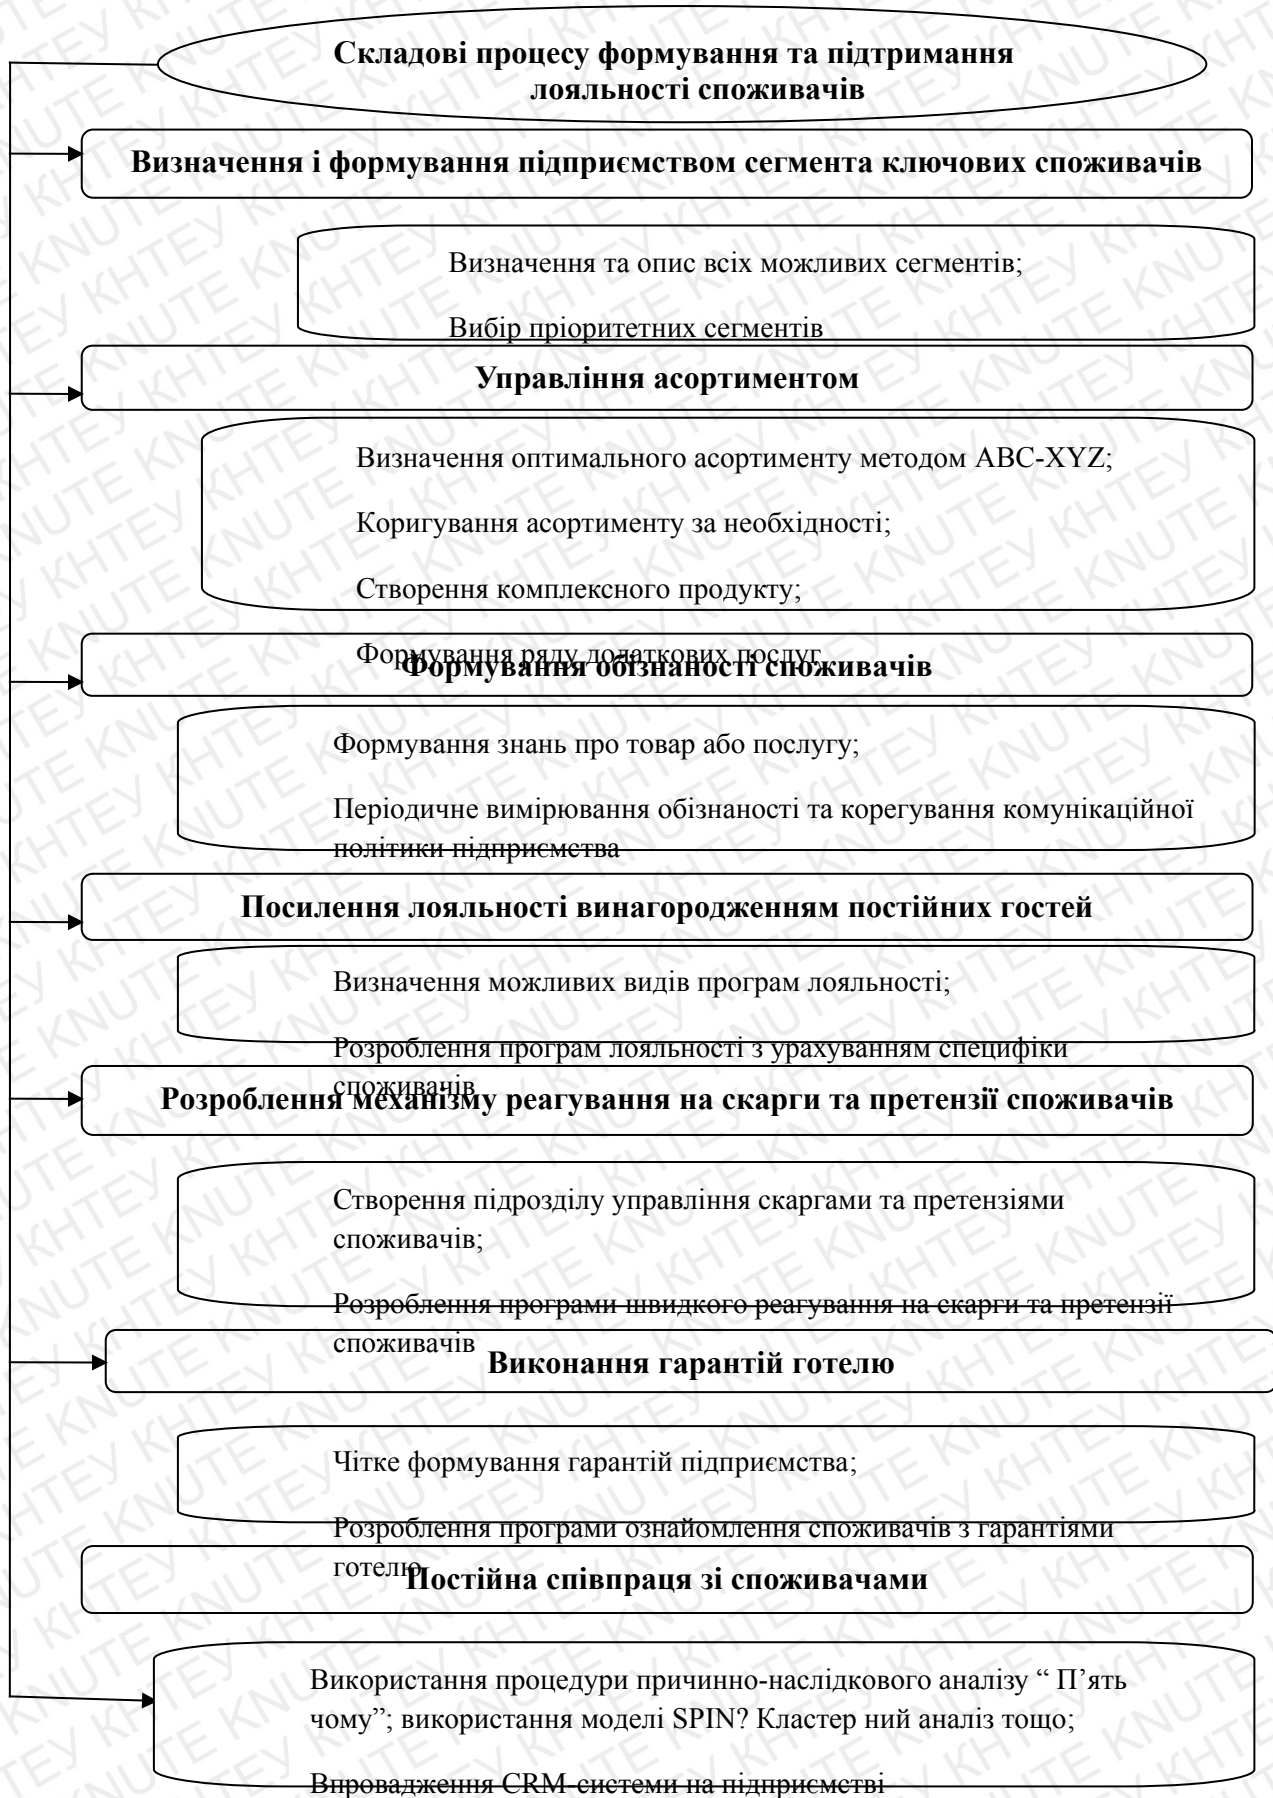 Складові процесу формування та підтримання
лояльності споживачів
Визначення і формування підприємством сегмента ключових споживачів
Визначення та опис всіх можливих сегментів;
Вибір пріоритетних сегментів
Управління асортиментом
Визначення оптимального асортименту методом ABC-XYZ;
Коригування асортименту за необхідності;
Створення комплексного продукту;
Формування ряду додаткових послуг
Формування обізнаності споживачів
Формування знань про товар або послугу;
Періодичне вимірювання обізнаності та корегування комунікаційної
політики підприємства
Посилення лояльності винагородженням постійних гостей
Визначення можливих видів програм лояльності;
Розроблення програм лояльності з урахуванням специфіки
споживачів
Розроблення механізму реагування на скарги та претензії споживачів
Створення підрозділу управління скаргами та претензіями
споживачів;
Розроблення програми швидкого реагування на скарги та претензії
споживачів
Виконання гарантій готелю
Чітке формування гарантій підприємства;
Розроблення програми ознайомлення споживачів з гарантіями
готелю
Постійна співпраця зі споживачами
Використання процедури причинно-наслідкового аналізу “ П’ять
чому”; використання моделі SPIN? Кластер ний аналіз тощо;
Впровадження CRM-системи на підприємстві